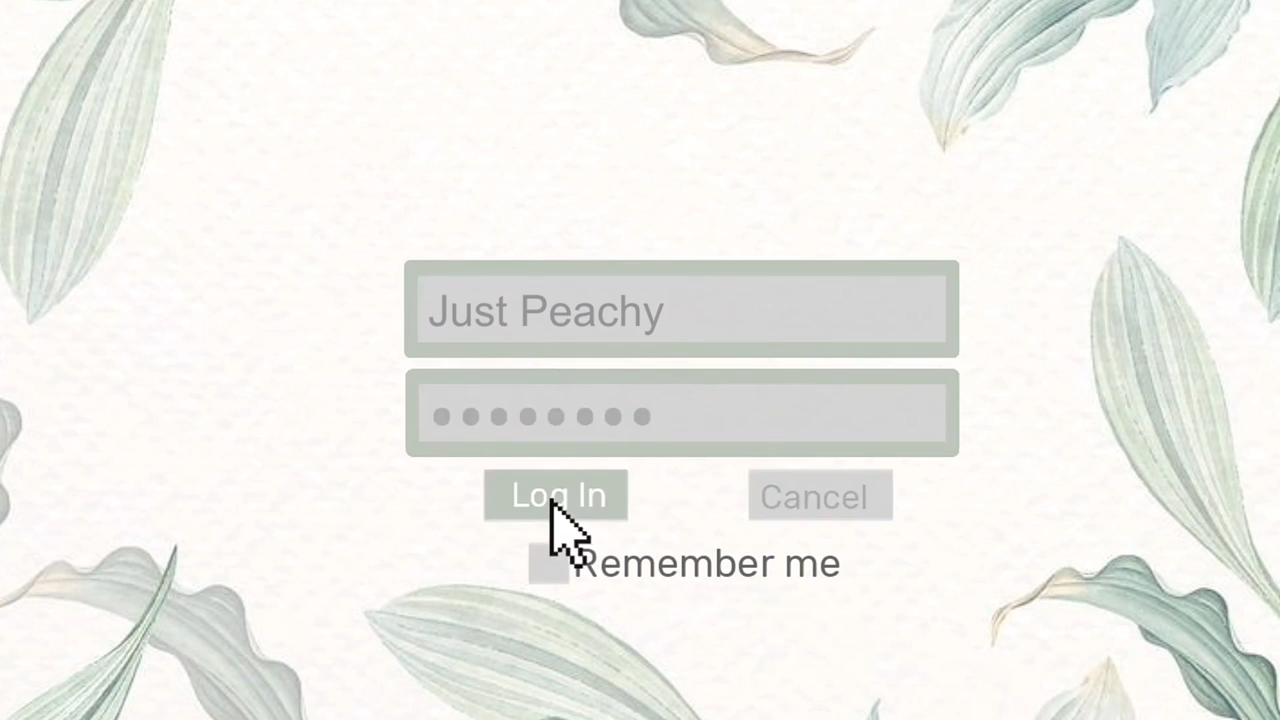 Just Peachy
●●●●●●●●
Log In
Cancel
Remember me